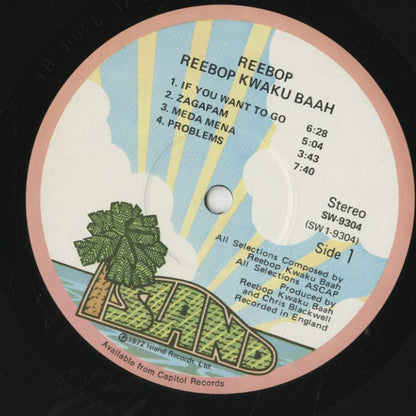 REEBOP
REEBOP KWAKU BAAH
1. IF YOU WANT TO GO 6:28
2. ZAGAPAM 5:04
3. MEDA MENA 3:43
4. PROBLEMS 7:40
Stereo
SW-9304
(SW1-9304)
Side 1
All Selections Composed by
Reebop Kwaku Baah
All Selections ASCAP
Produced by
Reebop Kwaku Baah
and Chris Blackwell
Recorded in England
ISLAND
©1972 Island Records, Ltd.
Available from Capitol Records